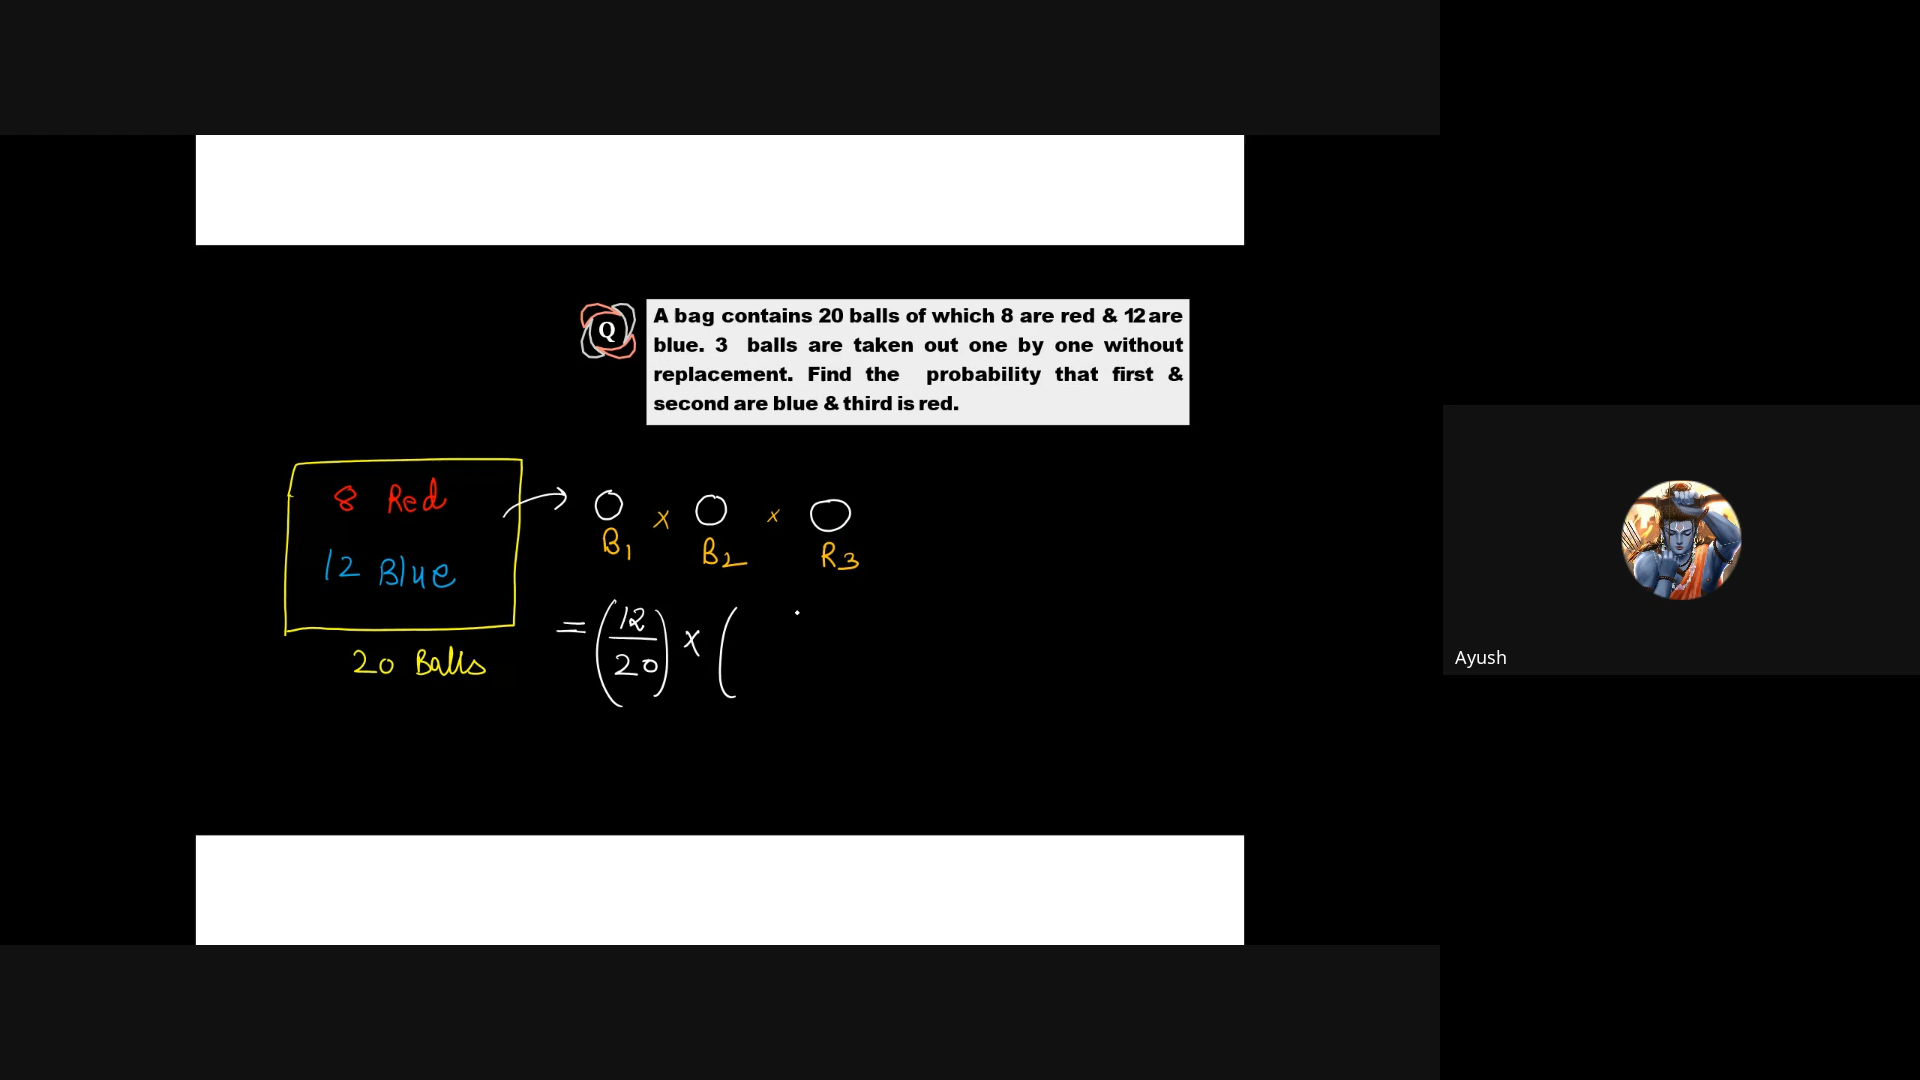 Q
A bag contains 20 balls of which 8 are red & 12 are
blue. 3 balls are taken out one by one without
replacement. Find the probability that first &
second are blue & third is red.
8 Red
12 Blue
20 Balls
x x
B1 B2 R3
= (12/20) x (
Ayush